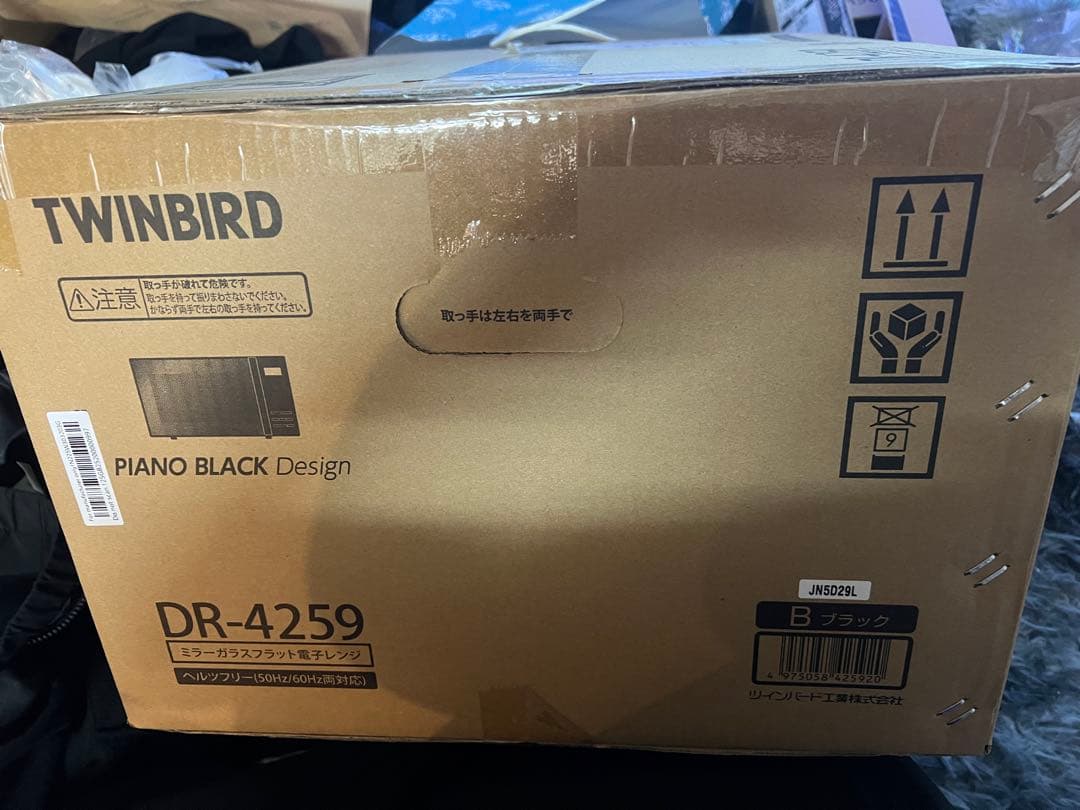 TWINBIRD
注意
取っ手が破れて危険です。
取っ手を持って振りまわさないでください。
かならず両手で左右の取っ手を持ってください。
取っ手は左右を両手で
9
PIANO BLACK Design
DR-4259
ミラーガラスフラット電子レンジ
ヘルツフリー(50Hz/60Hz両対応)
JN5D29L
B ブラック
4 975058 425920
ツインバード工業株式会社